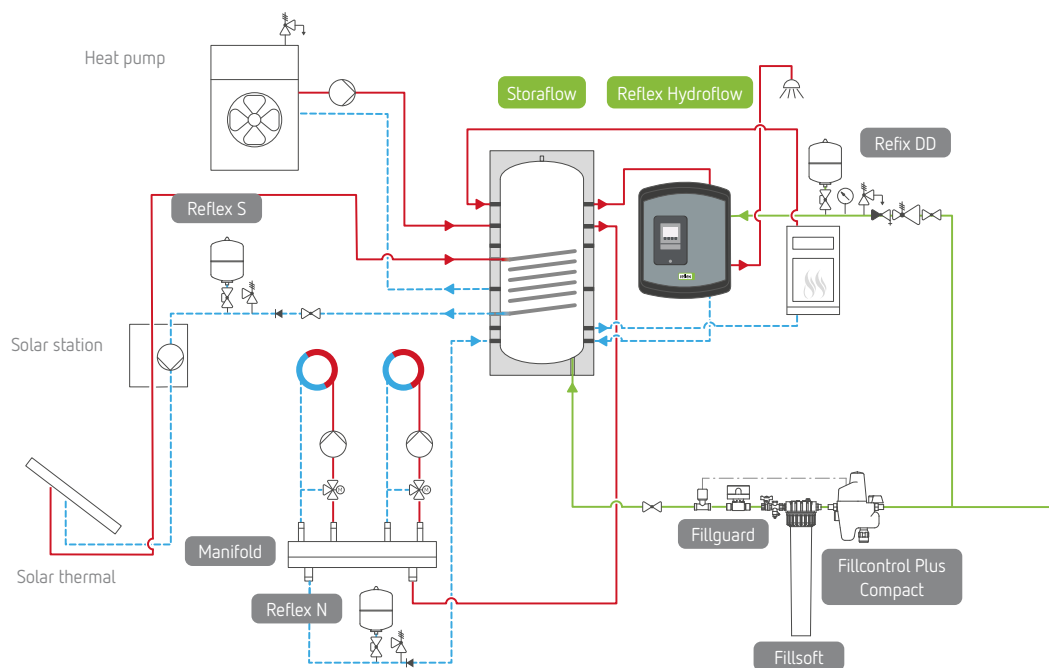 Heat pump
Storaflow
Reflex Hydroflow
Refix DD
Reflex S
Solar station
Manifold
Solar thermal
Reflex N
M
M
Fillguard
Fillcontrol Plus
Compact
Fillsoft